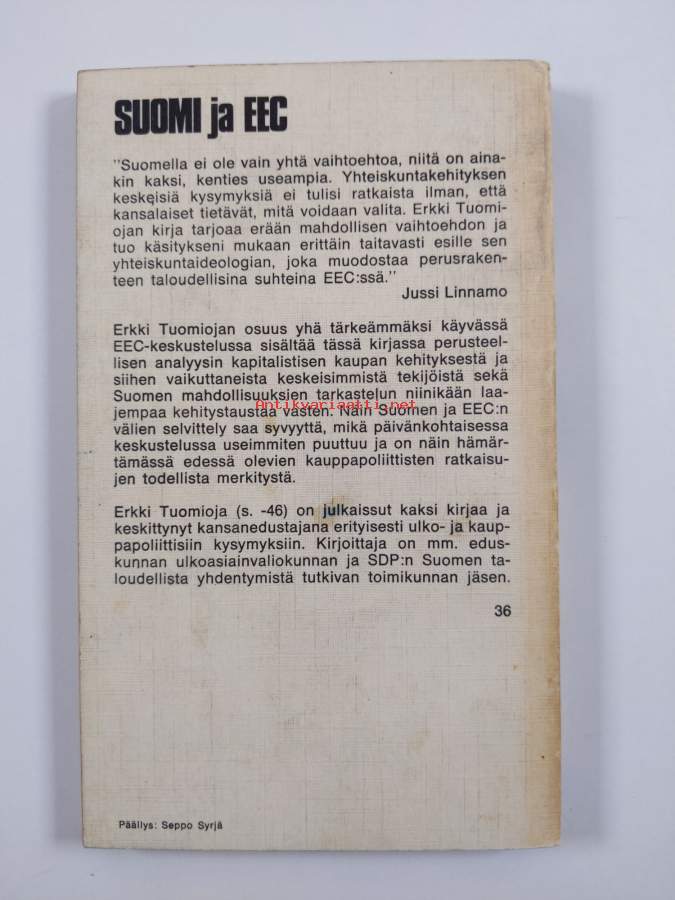 SUOMI ja EEC
"Suomella ei ole vain yhtä vaihtoehtoa, niitä on aina-
kin kaksi, kenties useampia. Yhteiskuntakehityksen
keskeisiä kysymyksiä ei tulisi ratkaista ilman, että
kansalaiset tietävät, mitä voidaan valita. Erkki Tuomi-
ojan kirja tarjoaa erään mahdollisen vaihtoehdon ja
tuo käsitykseni mukaan erittäin taitavasti esille sen
yhteiskuntaideologian, joka muodostaa perusraken-
teen taloudellisina suhteina EEC:ssä."
Jussi Linnamo
Erkki Tuomiojan osuus yhä tärkeämmäksi käyvässä
EEC-keskustelussa sisältää tässä kirjassa perusteel-
lisen analyysin kapitalistisen kaupan kehityksestä ja
siihen vaikuttaneista keskeisimmistä tekijöistä sekä
Suomen mahdollisuuksien tarkastelun niinikään laa-
jempaa kehitystaustaa vasten. Näin Suomen ja EEC:n
Antikvariaatti.net
välien selvittely saa syvyyttä, mikä päivänkohtaisessa
keskustelussa useimmiten puuttuu ja on näin hämär-
tämässä edessä olevien kauppapoliittisten ratkaisu-
jen todellista merkitystä.
Erkki Tuomioja (s. -46) on julkaissut kaksi kirjaa ja
keskittynyt kansanedustajana erityisesti ulko- ja kaup-
papoliittisiin kysymyksiin. Kirjoittaja on mm. edus-
kunnan ulkoasiainvaliokunnan ja SDP:n Suomen ta-
loudellista yhdentymistä tutkivan toimikunnan jäsen.
36
Päällys: Seppo Syrjä